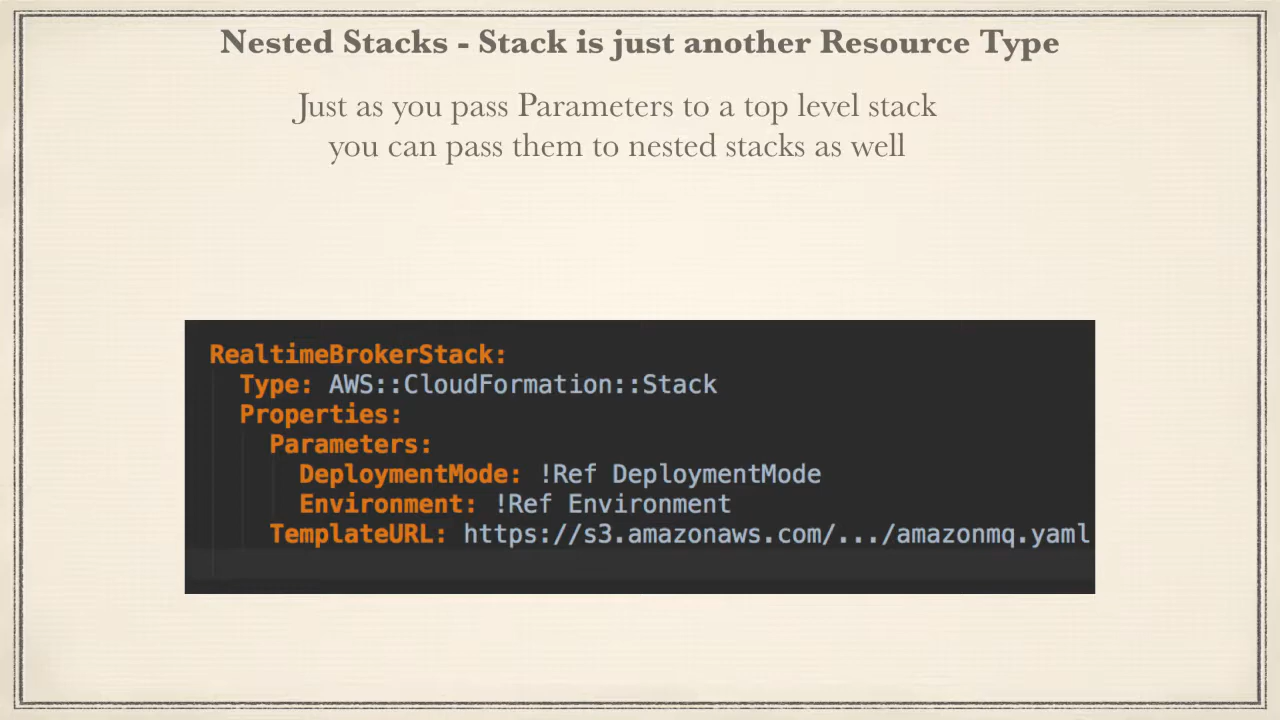 Nested Stacks - Stack is just another Resource Type
Just as you pass Parameters to a top level stack
you can pass them to nested stacks as well
RealtimeBrokerStack:
Type: AWS::CloudFormation::Stack
Properties:
Parameters:
DeploymentMode: !Ref DeploymentMode
Environment: !Ref Environment
TemplateURL: https://s3.amazonaws.com/.../amazonmq.yaml